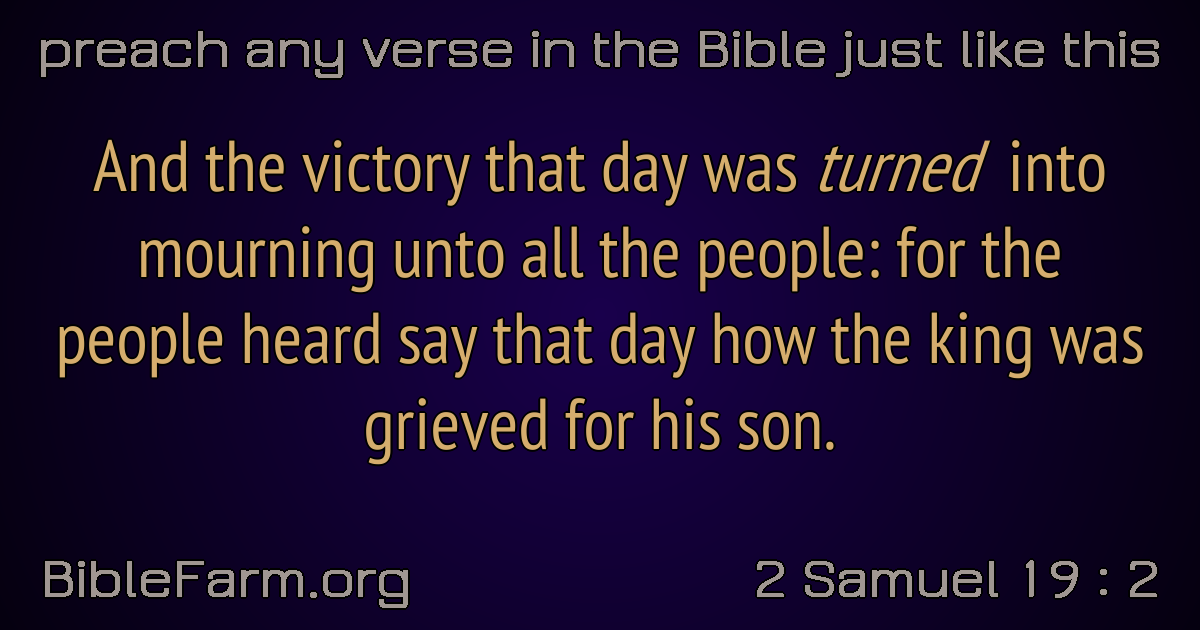 preach any verse in the Bible just like this
And the victory that day was turned into
mourning unto all the people: for the
people heard say that day how the king was
grieved for his son.
BibleFarm.org
2 Samuel 19 : 2